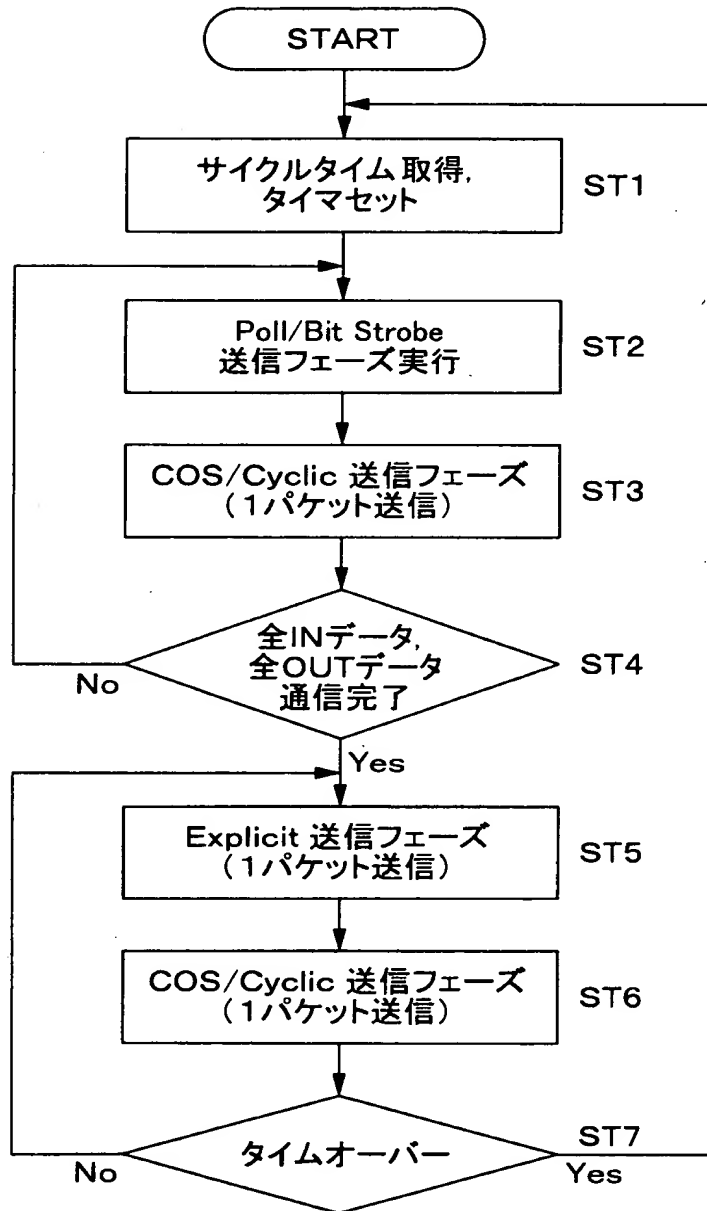 START
サイクルタイム 取得,
タイマセット
ST1
Poll/Bit Strobe
送信フェーズ実行
ST2
COS/Cyclic 送信フェーズ
(1パケット送信)
ST3
全INデータ,
全OUTデータ
通信完了
ST4
No
Yes
Explicit 送信フェーズ
(1パケット送信)
ST5
COS/Cyclic 送信フェーズ
(1パケット送信)
ST6
タイムオーバー
ST7
No
Yes